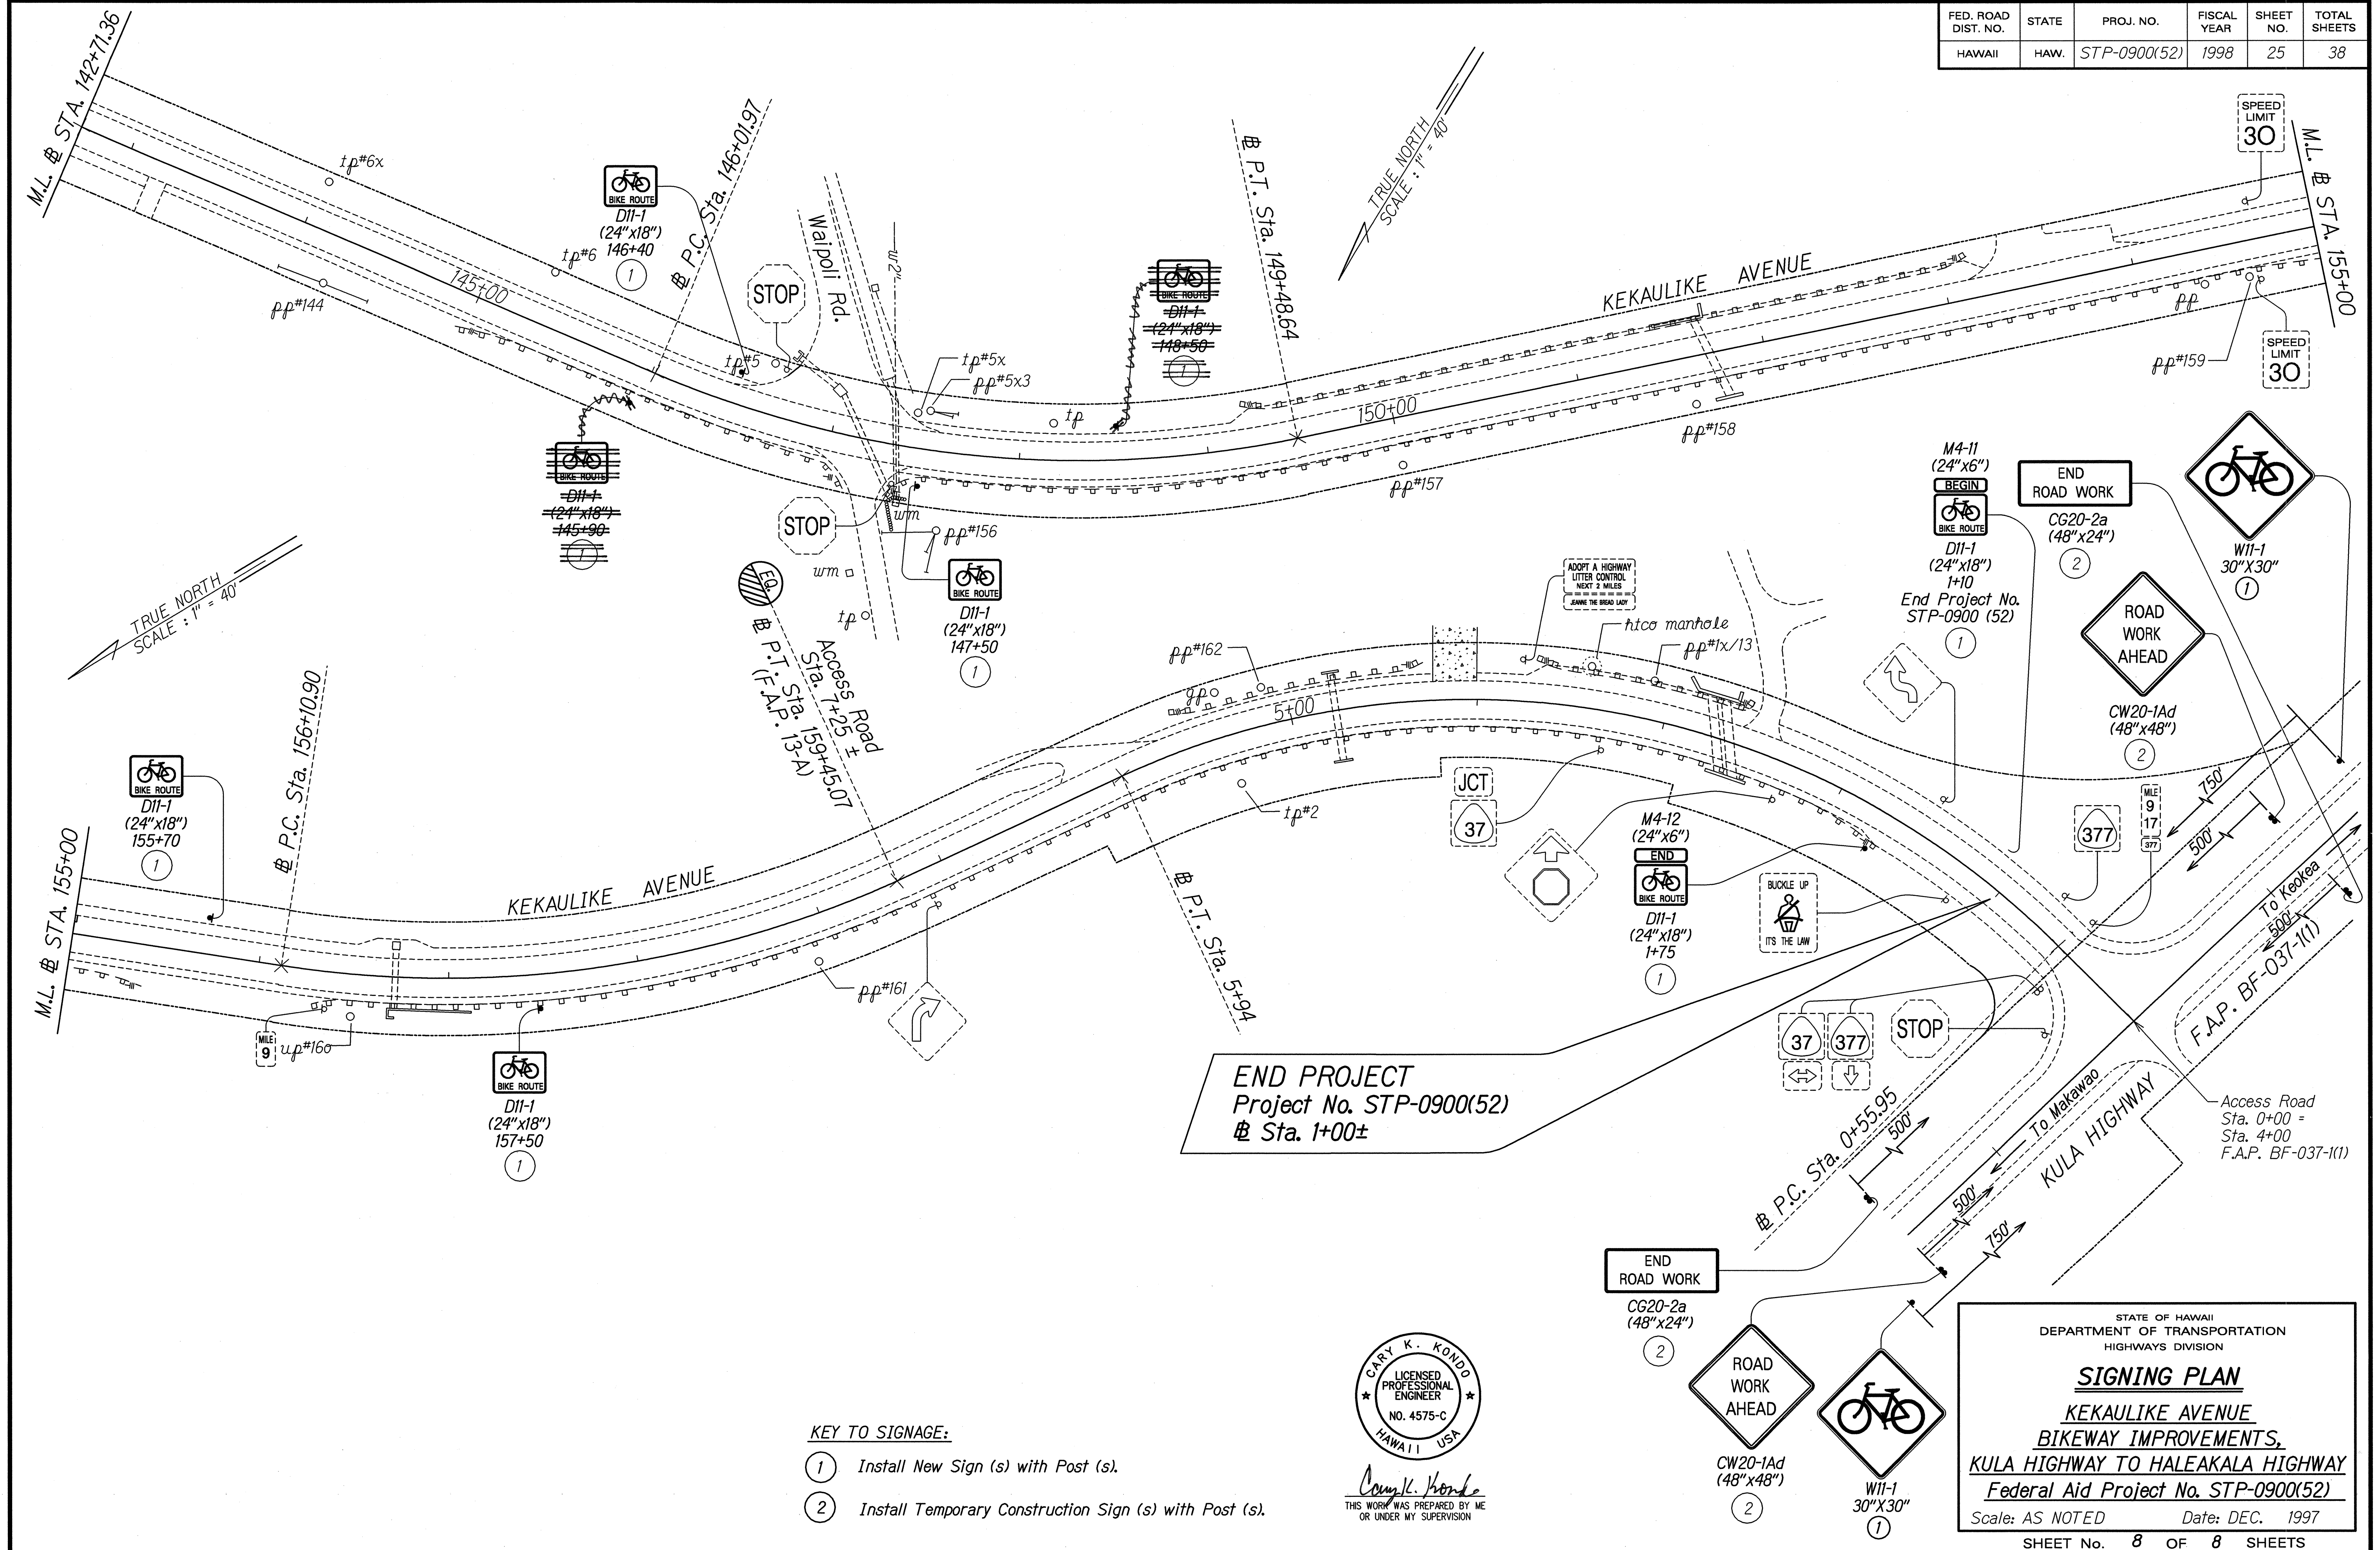 FED. ROAD DIST. NO.
STATE
PROJ. NO.
FISCAL YEAR
SHEET NO.
TOTAL SHEETS
HAWAII
HAW.
STP-0900(52)
1998
25
38
M.L. ⅊ STA. 142+71.36
tp#6x
BIKE ROUTE
D11-1
(24"x18")
146+40
1
tp#6
145+00
pp#144
⅊ P.C. Sta. 146+01.97
STOP
Waipoli Rd.
w2"
tp#5
tp#5x
pp#5x3
tp
BIKE ROUTE
D11-1
(24"x18")
148+50
1
⅊ P.T. Sta. 149+48.64
TRUE NORTH
SCALE : 1" = 40'
KEKAULIKE AVENUE
150+00
SPEED
LIMIT
30
M.L. ⅊ STA. 155+00
pp
pp#159
SPEED
LIMIT
30
pp#158
pp#157
BIKE ROUTE
D11-1
(24"x18")
145+90
1
STOP
wm
pp#156
wm
tp
BIKE ROUTE
D11-1
(24"x18")
147+50
1
TRUE NORTH
SCALE : 1" = 40'
EQ.
Access Road
Sta. 7+25 ±
⅊ P.T. Sta. 159+45.07
(F.A.P. 13-A)
ADOPT A HIGHWAY
LITTER CONTROL
NEXT 2 MILES
JEANNE THE BREAD LADY
htco manhole
pp#1x/13
pp#162
gp
5+00
M4-11
(24"x6")
BEGIN
BIKE ROUTE
D11-1
(24"x18")
1+10
End Project No.
STP-0900 (52)
1
END
ROAD WORK
CG20-2a
(48"x24")
2
W11-1
30"X30"
1
ROAD
WORK
AHEAD
CW20-1Ad
(48"x48")
2
BIKE ROUTE
D11-1
(24"x18")
155+70
1
⅊ P.C. Sta. 156+10.90
M.L. ⅊ STA. 155+00
KEKAULIKE AVENUE
MILE
9
up#160
BIKE ROUTE
D11-1
(24"x18")
157+50
1
pp#161
tp#2
⅊ P.T. Sta. 5+94
JCT
37
M4-12
(24"x6")
END
BIKE ROUTE
D11-1
(24"x18")
1+75
1
BUCKLE UP
IT'S THE LAW
377
MILE
9
17
377
750'
500'
To Keokea
500'
F.A.P. BF-037-1(1)
37
377
STOP
END PROJECT
Project No. STP-0900(52)
⅊ Sta. 1+00±
⅊ P.C. Sta. 0+55.95
500'
To Makawao
KULA HIGHWAY
500'
750'
Access Road
Sta. 0+00 =
Sta. 4+00
F.A.P. BF-037-1(1)
END
ROAD WORK
CG20-2a
(48"x24")
2
ROAD
WORK
AHEAD
CW20-1Ad
(48"x48")
2
W11-1
30"X30"
1
KEY TO SIGNAGE:
1 Install New Sign (s) with Post (s).
2 Install Temporary Construction Sign (s) with Post (s).
CARY K. KONDO
LICENSED
PROFESSIONAL
ENGINEER
NO. 4575-C
HAWAII USA
Cary K. Kondo
THIS WORK WAS PREPARED BY ME
OR UNDER MY SUPERVISION
STATE OF HAWAII
DEPARTMENT OF TRANSPORTATION
HIGHWAYS DIVISION
SIGNING PLAN
KEKAULIKE AVENUE
BIKEWAY IMPROVEMENTS,
KULA HIGHWAY TO HALEAKALA HIGHWAY
Federal Aid Project No. STP-0900(52)
Scale: AS NOTED Date: DEC. 1997
SHEET No. 8 OF 8 SHEETS